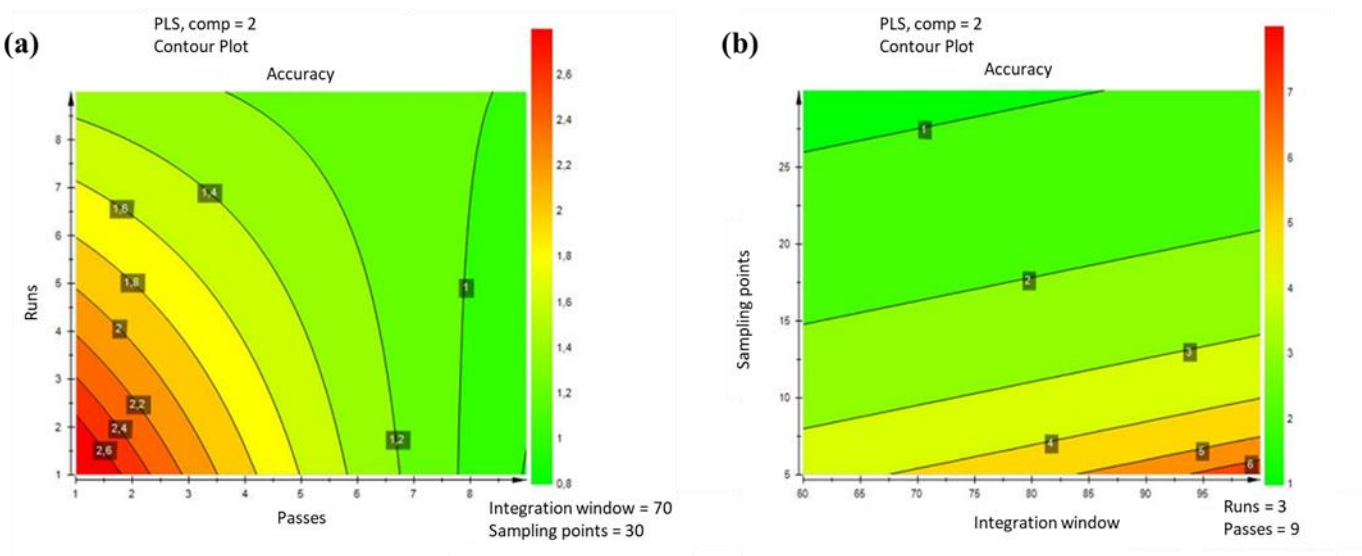 (a)
PLS, comp = 2
Contour Plot
Accuracy
Runs
8
7
6
5
4
3
2
1
1 2 3 4 5 6 7 8
Passes
1,6
1,4
1,8
2
2,2
2,4
2,6
1,2
1
2,6
2,4
2,2
2
1,8
1,6
1,4
1,2
1
0,8
Integration window = 70
Sampling points = 30
(b)
PLS, comp = 2
Contour Plot
Accuracy
Sampling points
25
20
15
10
5
60 65 70 75 80 85 90 95
Integration window
1
2
3
4
5
6
7
6
5
4
3
2
1
Runs = 3
Passes = 9